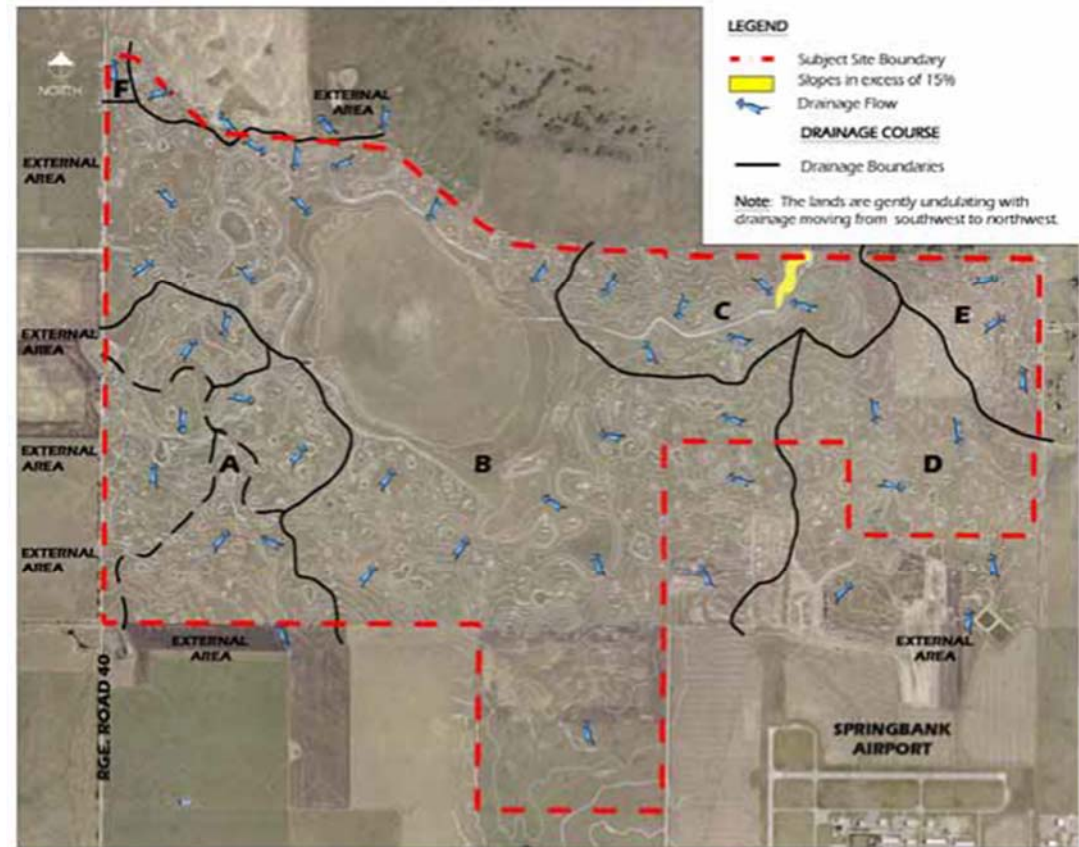 LEGEND
Subject Site Boundary
Slopes in excess of 15%
Drainage Flow
DRAINAGE COURSE
Drainage Boundaries
Note: The lands are gently undulating with
drainage moving from southwest to northwest.
NORTH
F
EXTERNAL
AREA
EXTERNAL
AREA
C
E
EXTERNAL
AREA
EXTERNAL
AREA
A
B
D
EXTERNAL
AREA
EXTERNAL
AREA
EXTERNAL
AREA
RGE. ROAD 40
SPRINGBANK
AIRPORT